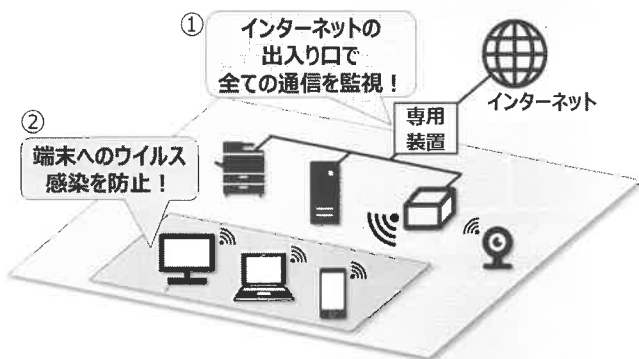 ①
インターネットの
出入り口で
全ての通信を監視！
インターネット
専用
装置
②
端末へのウイルス
感染を防止！